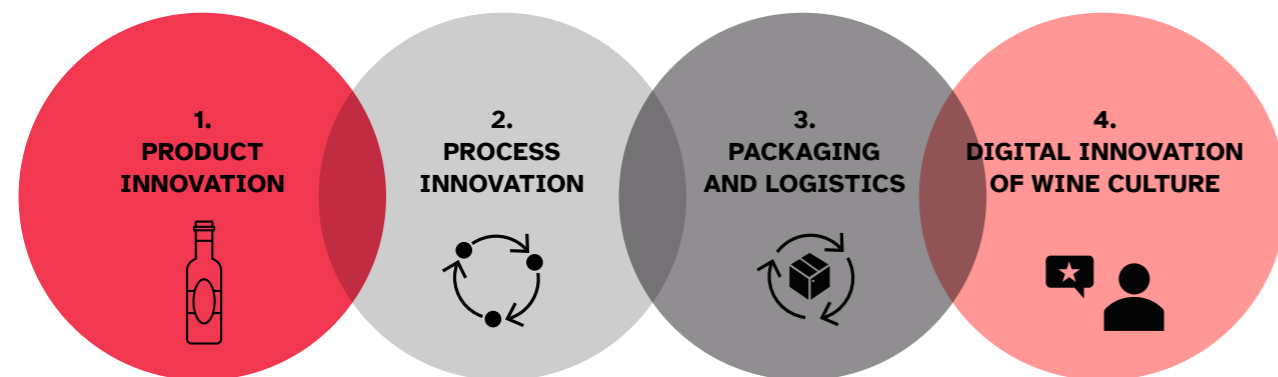 1.
PRODUCT
INNOVATION
2.
PROCESS
INNOVATION
3.
PACKAGING
AND LOGISTICS
4.
DIGITAL INNOVATION
OF WINE CULTURE